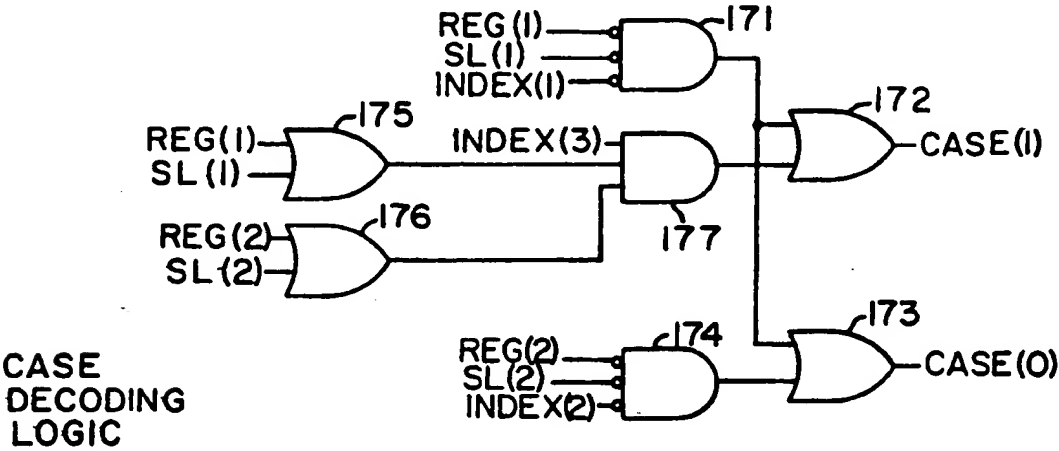 REG(1)
SL(1)
INDEX(1)
171
175
REG(1)
SL(1)
INDEX(3)
172
CASE(1)
176
REG(2)
SL(2)
177
174
REG(2)
SL(2)
INDEX(2)
173
CASE(0)
CASE
DECODING
LOGIC